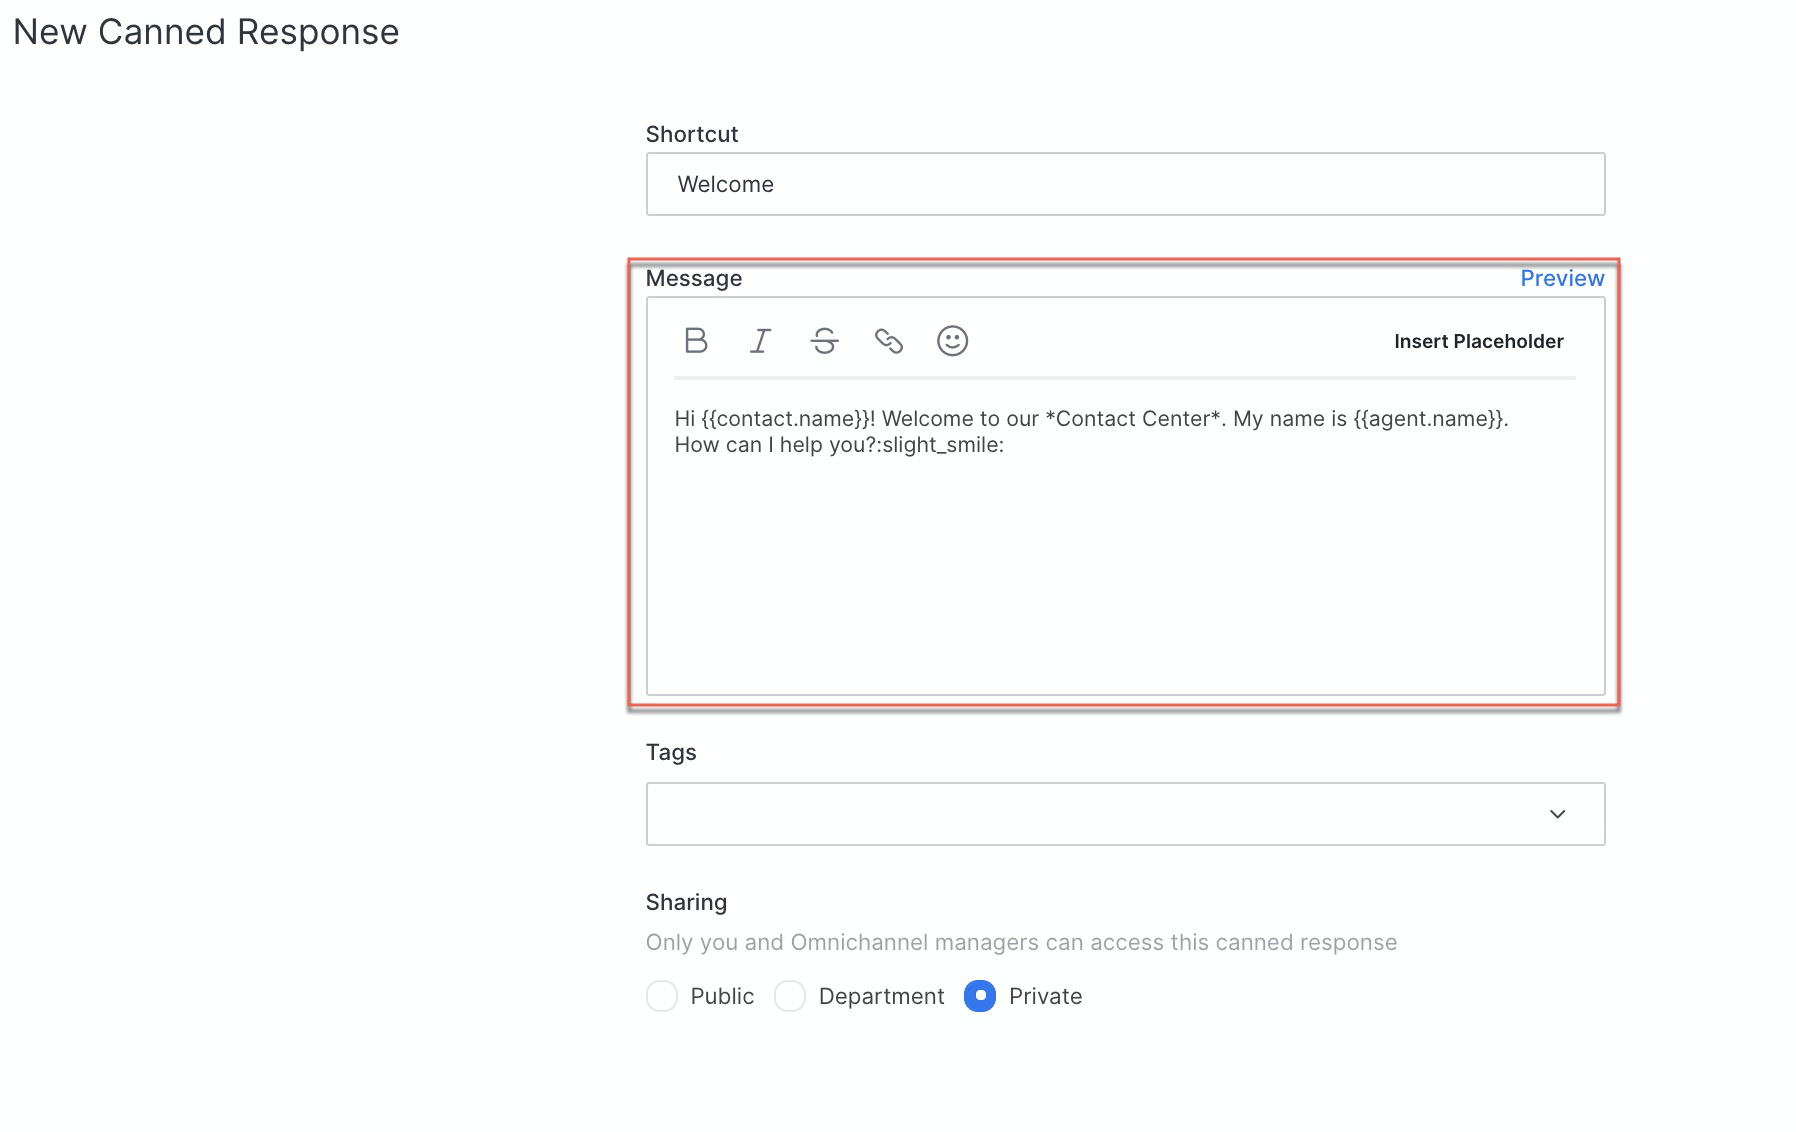 New Canned Response
Shortcut
Welcome
Message
Preview
Insert Placeholder
Hi {{contact.name}}! Welcome to our *Contact Center*. My name is {{agent.name}}.
How can I help you?:slight_smile:
Tags
Sharing
Only you and Omnichannel managers can access this canned response
Public
Department
Private